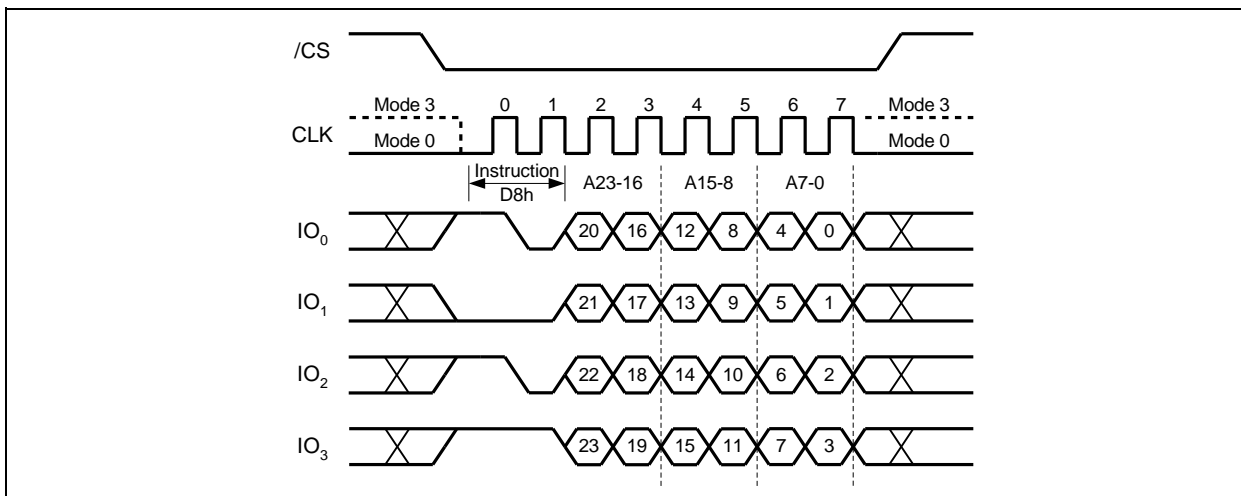 /CS
Mode 3 0 1 2 3 4 5 6 7 Mode 3
CLK
Mode 0 Mode 0
Instruction
D8h A23-16 A15-8 A7-0
IO0 20 16 12 8 4 0
IO1 21 17 13 9 5 1
IO2 22 18 14 10 6 2
IO3 23 19 15 11 7 3